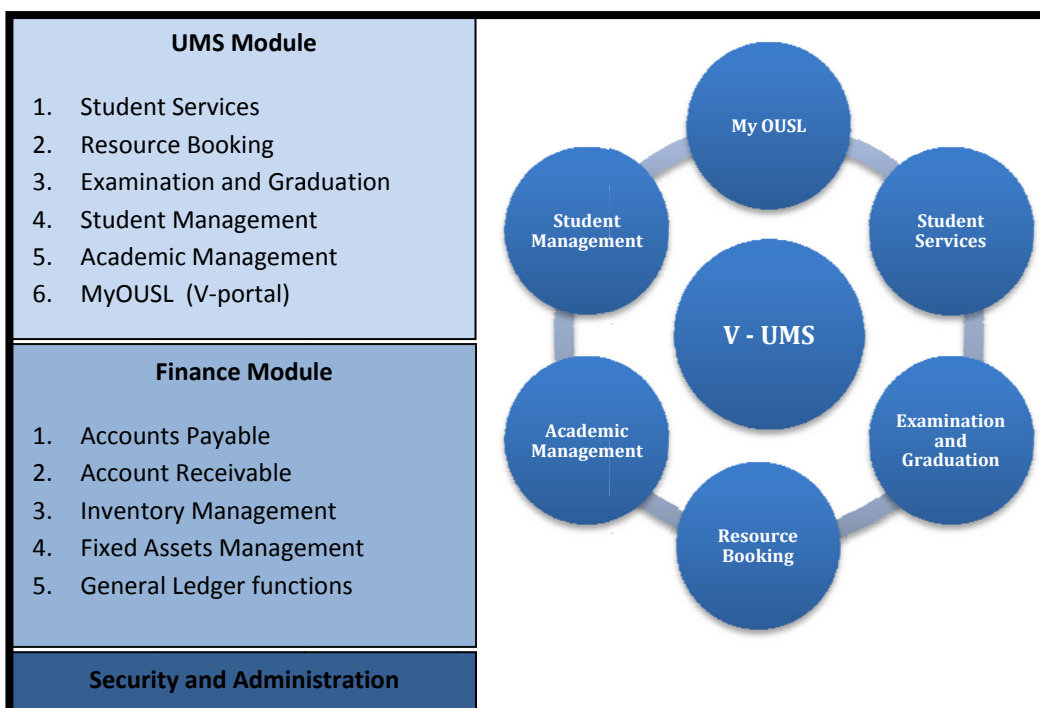 UMS Module
1. Student Services
2. Resource Booking
3. Examination and Graduation
4. Student Management
5. Academic Management
6. MyOUSL (V-portal)
Finance Module
1. Accounts Payable
2. Account Receivable
3. Inventory Management
4. Fixed Assets Management
5. General Ledger functions
Security and Administration
My OUSL
Student
Services
Examination
and
Graduation
Resource
Booking
Academic
Management
Student
Management
V - UMS